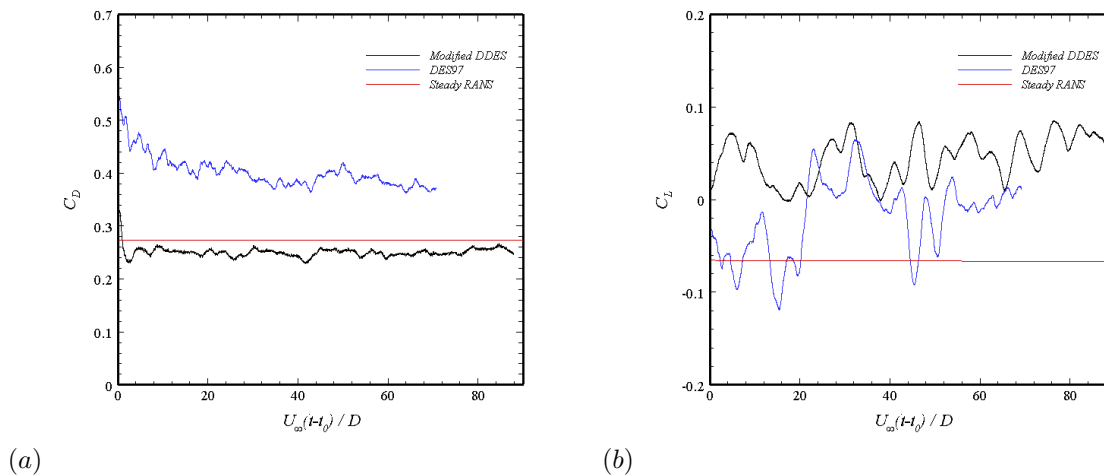 0.7
0.6
0.5
0.4
0.3
0.2
0.1
0
C_D
0 20 40 60 80
U_∞(t-t_0) / D
Modified DDES
DES97
Steady RANS
(a)
0.2
0.1
0
-0.1
-0.2
C_L
0 20 40 60 80
U_∞(t-t_0) / D
Modified DDES
DES97
Steady RANS
(b)